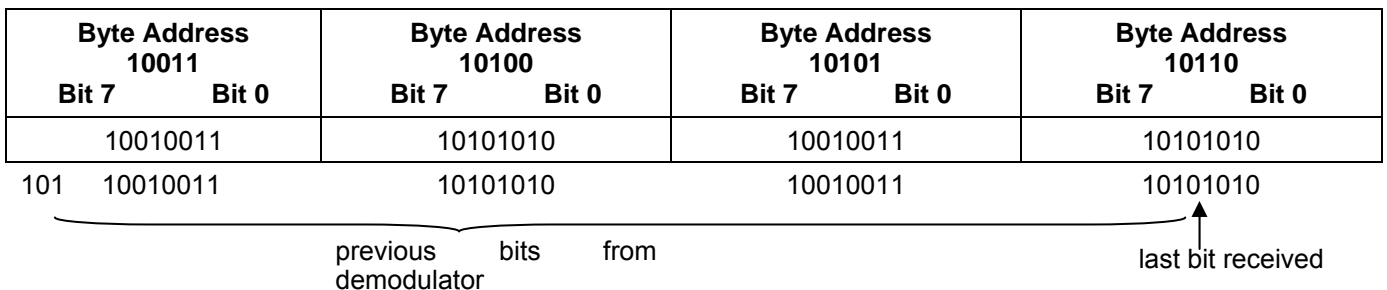 Byte Address Byte Address Byte Address Byte Address
10011 10100 10101 10110
Bit 7 Bit 0 Bit 7 Bit 0 Bit 7 Bit 0 Bit 7 Bit 0
10010011 10101010 10010011 10101010
101 10010011 10101010 10010011 10101010
previous bits from
demodulator
last bit received